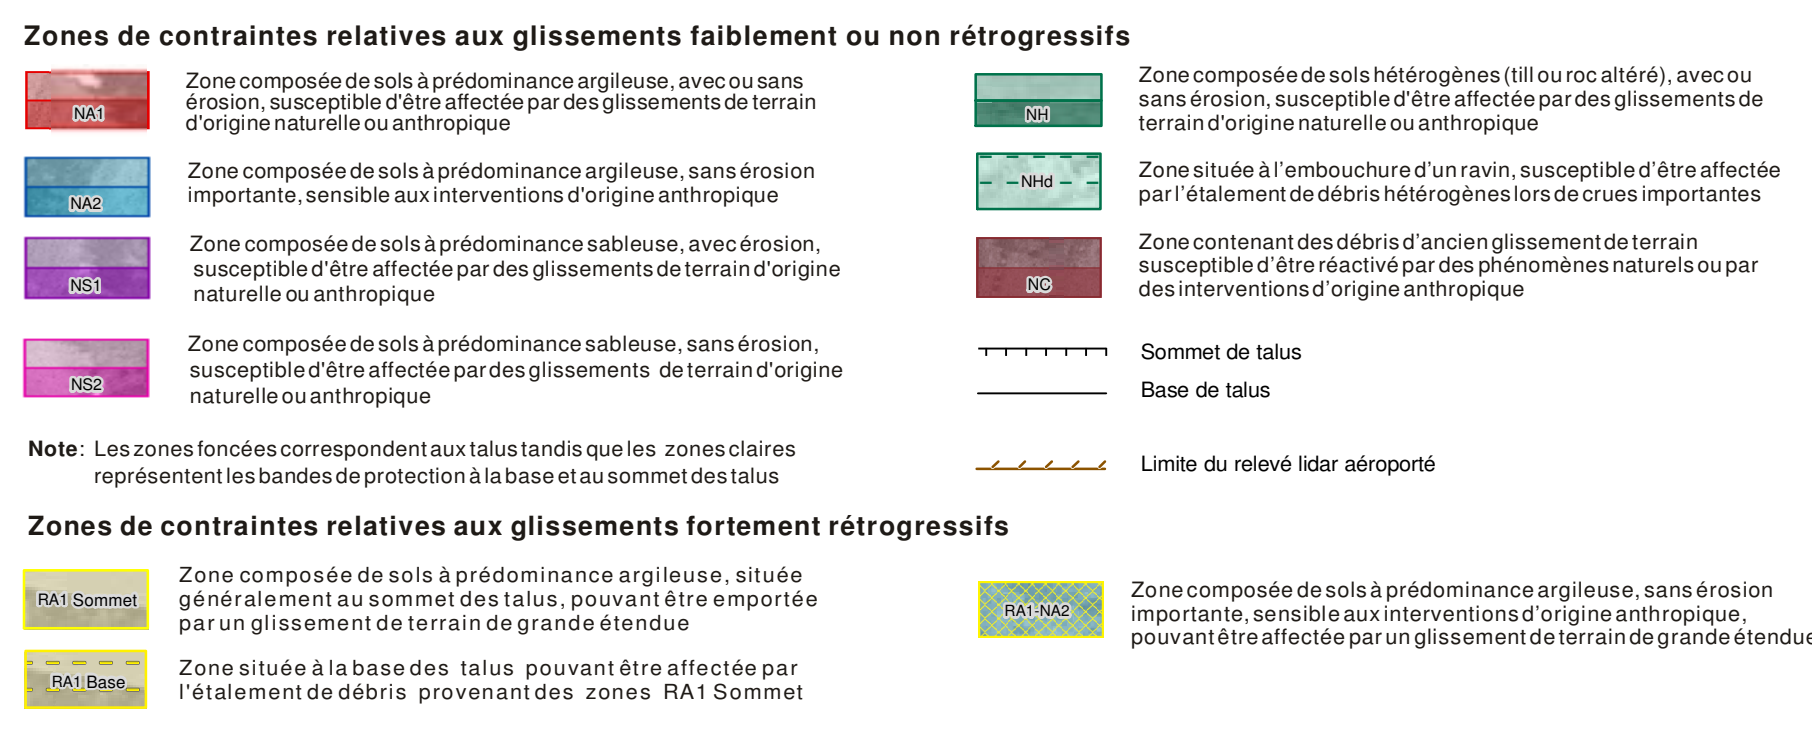 Zones de contraintes relatives aux glissements faiblement ou non rétrogressifs
NA1
Zone composée de sols à prédominance argileuse, avec ou sans
érosion, susceptible d'être affectée par des glissements de terrain
d'origine naturelle ou anthropique
NA2
Zone composée de sols à prédominance argileuse, sans érosion
importante, sensible aux interventions d'origine anthropique
NS1
Zone composée de sols à prédominance sableuse, avec érosion,
susceptible d'être affectée par des glissements de terrain d'origine
naturelle ou anthropique
NS2
Zone composée de sols à prédominance sableuse, sans érosion,
susceptible d'être affectée par des glissements de terrain d'origine
naturelle ou anthropique
Note: Les zones foncées correspondent aux talus tandis que les zones claires
représentent les bandes de protection à la base et au sommet des talus
NH
Zone composée de sols hétérogènes (till ou roc altéré), avec ou
sans érosion, susceptible d'être affectée par des glissements de
terrain d'origine naturelle ou anthropique
NHd
Zone située à l’embouchure d’un ravin, susceptible d’être affectée
par l’étalement de débris hétérogènes lors de crues importantes
NC
Zone contenant des débris d’ancien glissement de terrain
susceptible d’être réactivé par des phénomènes naturels ou par
des interventions d’origine anthropique
Sommet de talus
Base de talus
Limite du relevé lidar aéroporté
Zones de contraintes relatives aux glissements fortement rétrogressifs
RA1 Sommet
Zone composée de sols à prédominance argileuse, située
généralement au sommet des talus, pouvant être emportée
par un glissement de terrain de grande étendue
RA1 Base
Zone située à la base des talus pouvant être affectée par
l'étalement de débris provenant des zones RA1 Sommet
RA1-NA2
Zone composée de sols à prédominance argileuse, sans érosion
importante, sensible aux interventions d’origine anthropique,
pouvant être affectée par un glissement de terrain de grande étendue